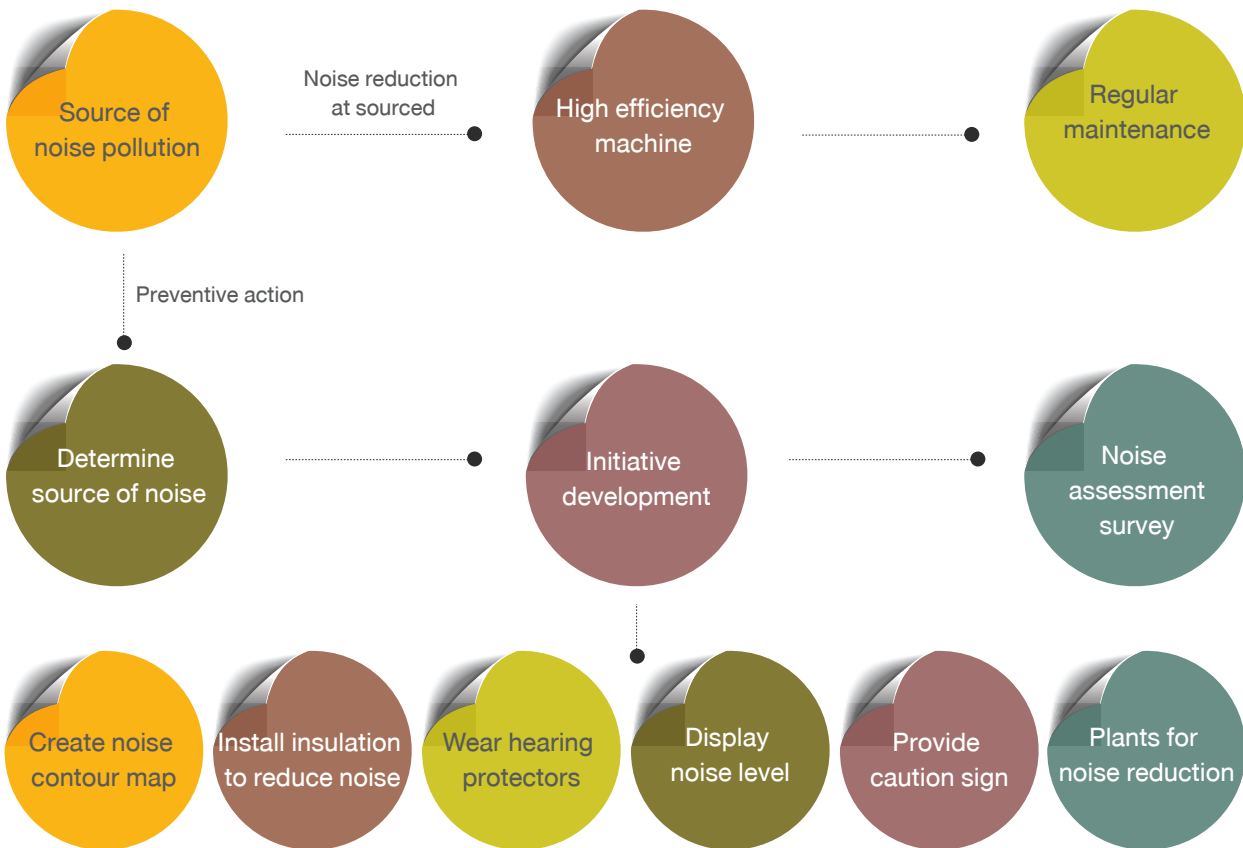 Source of
noise pollution
Noise reduction
at sourced
High efficiency
machine
Regular
maintenance
Preventive action
Determine
source of noise
Initiative
development
Noise
assessment
survey
Create noise
contour map
Install insulation
to reduce noise
Wear hearing
protectors
Display
noise level
Provide
caution sign
Plants for
noise reduction